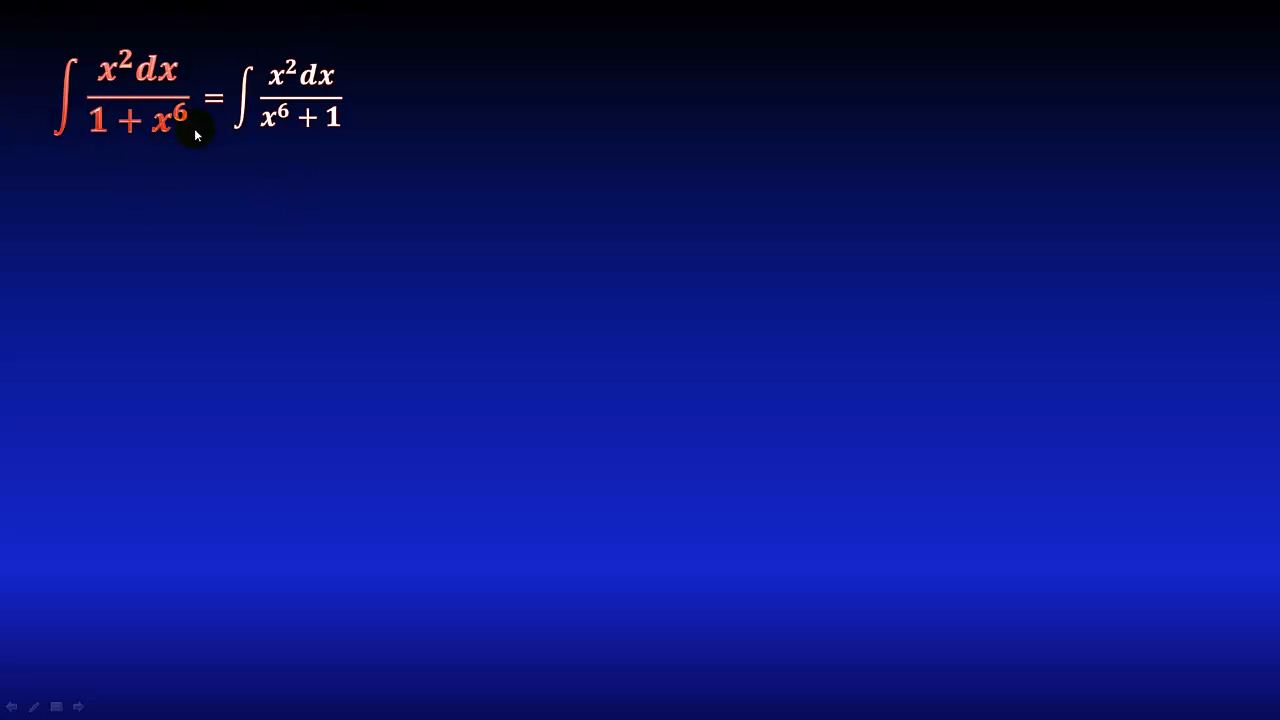 ∫ x²dx / 1 + x⁶ = ∫ x²dx / x⁶ + 1